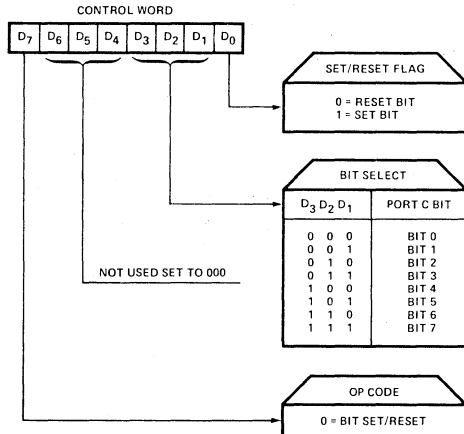 CONTROL WORD
D7 D6 D5 D4 D3 D2 D1 D0
SET/RESET FLAG
0 = RESET BIT
1 = SET BIT
BIT SELECT
D3 D2 D1 PORT C BIT
0 0 0 BIT 0
0 0 1 BIT 1
0 1 0 BIT 2
0 1 1 BIT 3
1 0 0 BIT 4
1 0 1 BIT 5
1 1 0 BIT 6
1 1 1 BIT 7
NOT USED SET TO 000
OP CODE
0 = BIT SET/RESET